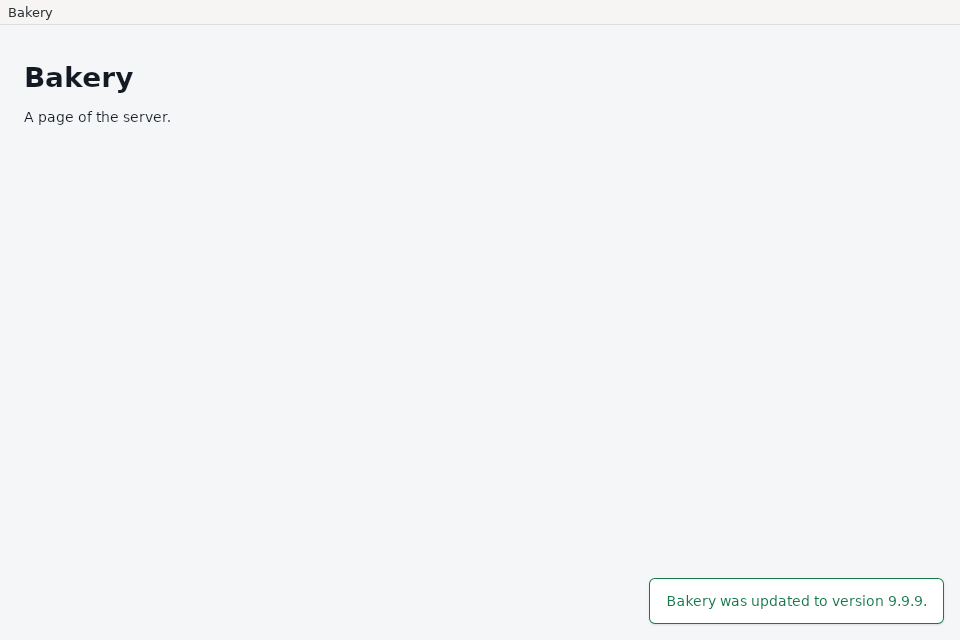 Bakery
Bakery
A page of the server.
Bakery was updated to version 9.9.9.